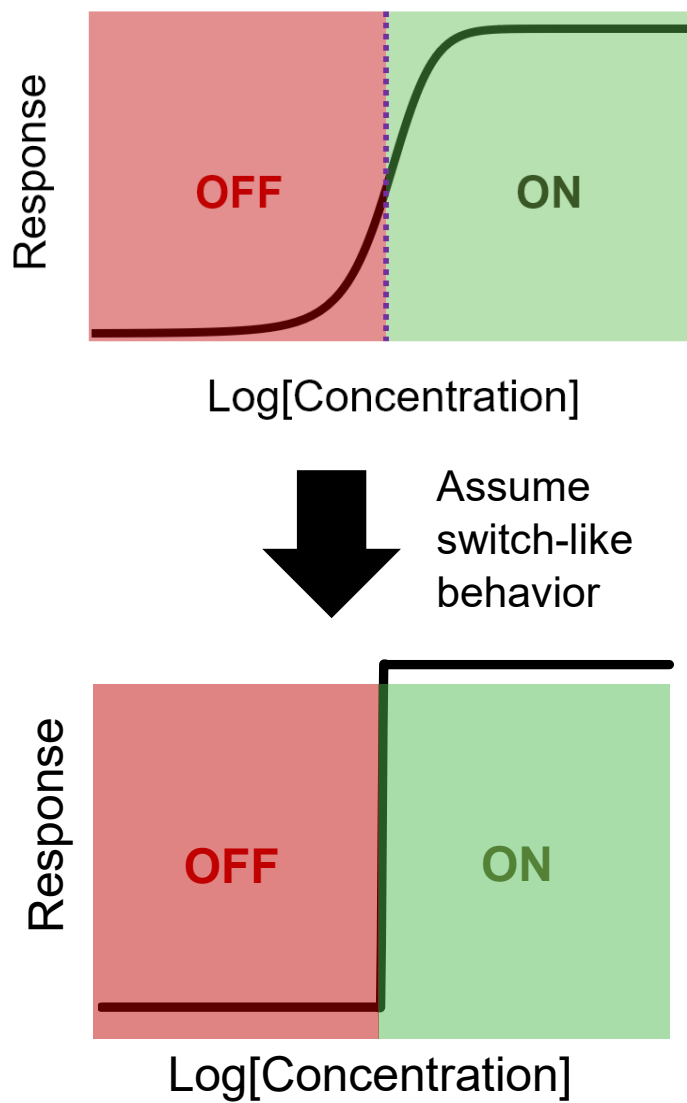 Response
OFF
ON
Log[Concentration]
Assume
switch-like
behavior
Response
OFF
ON
Log[Concentration]